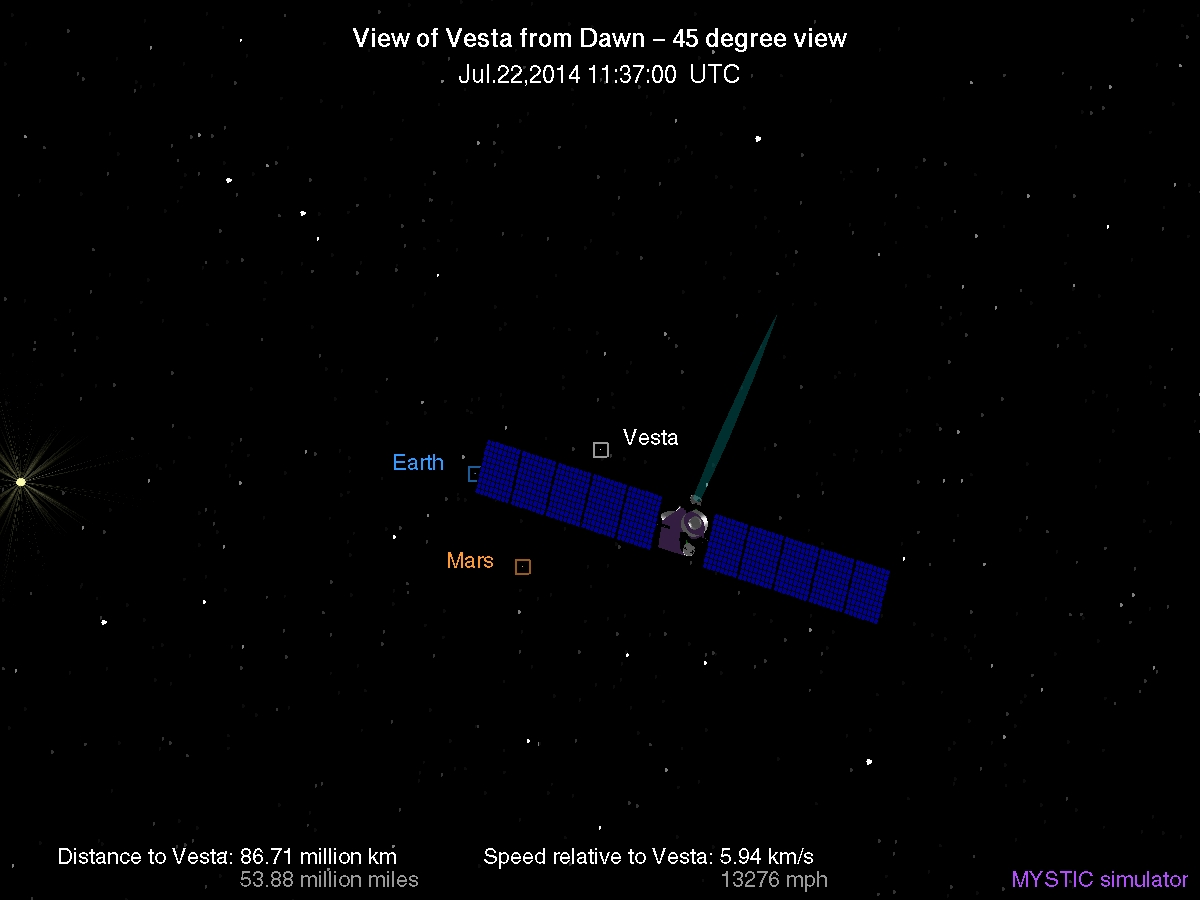 View of Vesta from Dawn – 45 degree view
Jul.22,2014 11:37:00 UTC
Vesta
Earth
Mars
Distance to Vesta: 86.71 million km
53.88 million miles
Speed relative to Vesta: 5.94 km/s
13276 mph
MYSTIC simulator